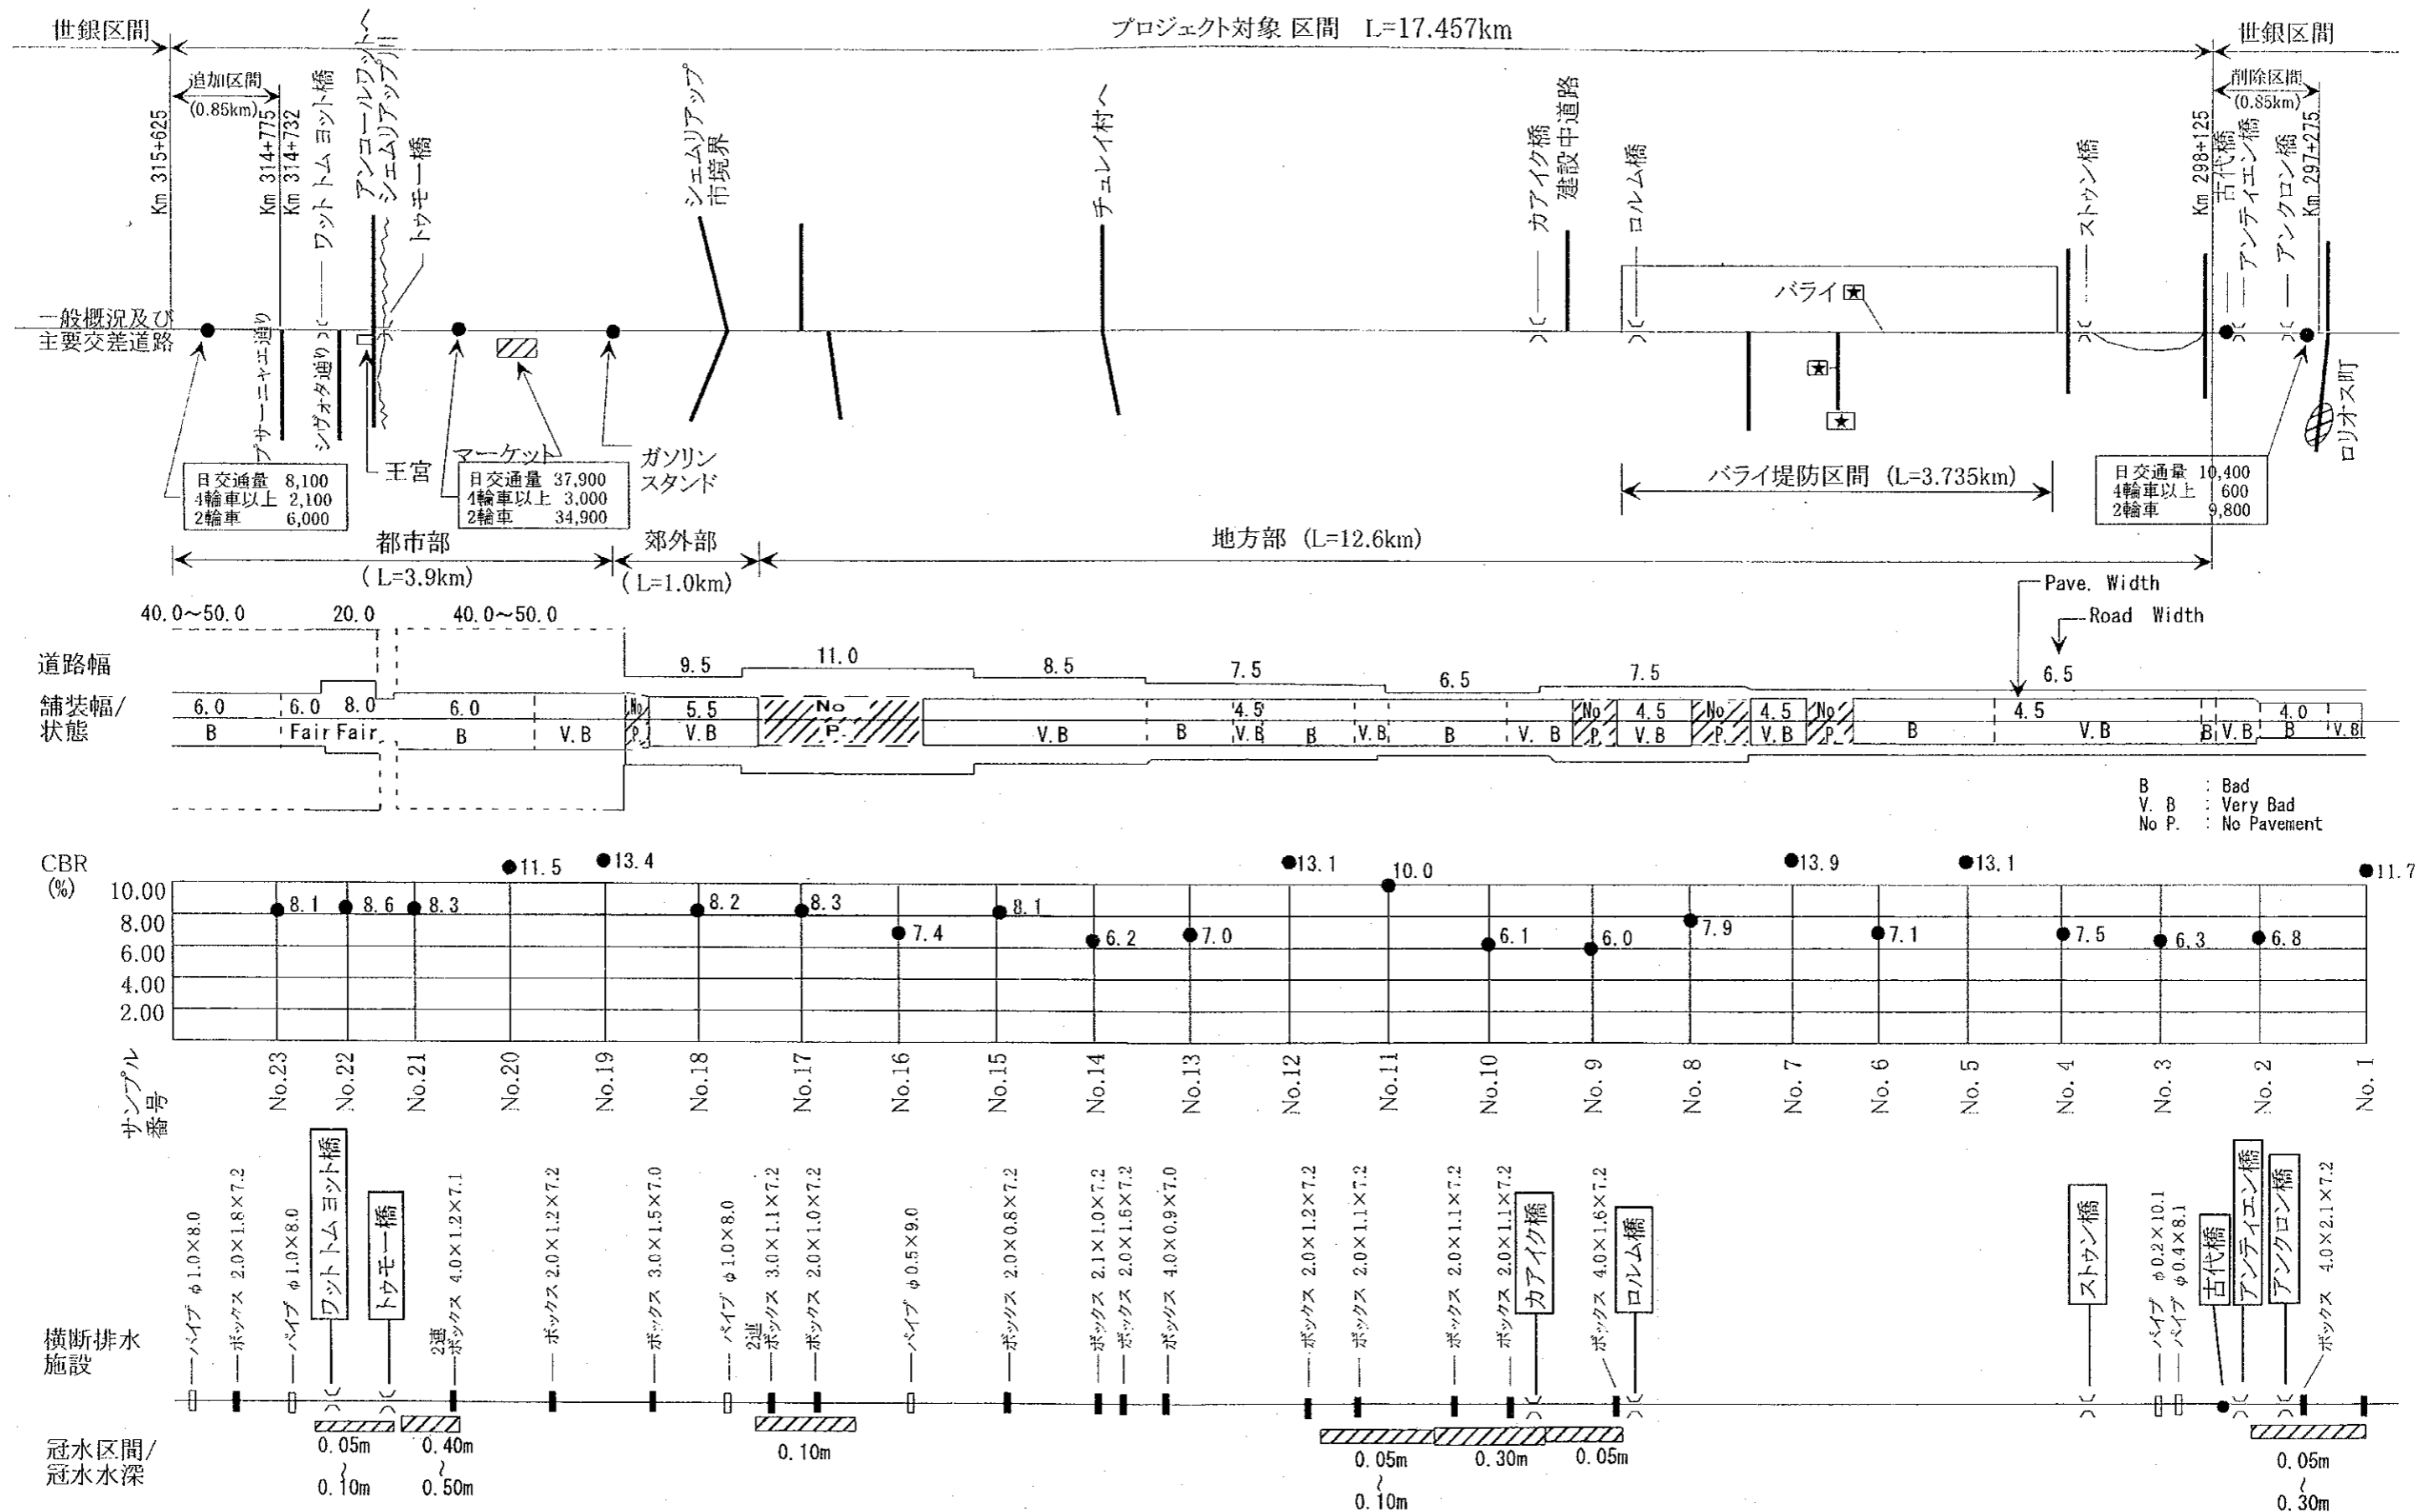 世銀区間
プロジェクト対象 区間 L=17.457km
世銀区間
追加区間
(0.85km)
削除区間
(0.85km)
Km 315+625
Km 314+775
Km 314+732
ワット トム ヨット橋
アンコールワットへ
シェムリアップ川
トゥモー橋
シェムリアップ
市境界
チュレイ村へ
カアイク橋
建設中道路
ロルム橋
ストゥン橋
Km 298+125
古代橋
アンティエン橋
アンクロン橋
Km 297+275
一般概況及び
主要交差道路
プサーニャエ通り
シヴォタ通り
王宮
マーケット
ガソリン
スタンド
バライ ★
★
★
ロリオス町
日交通量 8,100
4輪車以上 2,100
2輪車 6,000
日交通量 37,900
4輪車以上 3,000
2輪車 34,900
バライ堤防区間 (L=3.735km)
日交通量 10,400
4輪車以上 600
2輪車 9,800
都市部
( L=3.9km)
郊外部
( L=1.0km)
地方部 (L=12.6km)
Pave. Width
Road Width
40.0~50.0 20.0 40.0~50.0
道路幅
9.5 11.0 8.5 7.5 6.5 7.5 6.5
舗装幅/
状態
6.0 6.0 8.0 6.0 No 5.5 No 4.5 No 4.5 No 4.5 No 4.5 4.0
B Fair Fair B V.B P. V.B P. V.B B V.B B V.B B V. B P. V.B P. V.B P. B V.B B V.B B V.B
B : Bad
V. B : Very Bad
No P. : No Pavement
CBR
(%)
10.00
8.00
6.00
4.00
2.00
8.1 8.6 8.3 11.5 13.4 8.2 8.3 7.4 8.1 6.2 7.0 13.1 10.0 6.1 6.0 7.9 13.9 7.1 13.1 7.5 6.3 6.8 11.7
サンプル
番号
No.23 No.22 No.21 No.20 No.19 No.18 No.17 No.16 No.15 No.14 No.13 No.12 No.11 No.10 No. 9 No. 8 No. 7 No. 6 No. 5 No. 4 No. 3 No. 2 No. 1
横断排水
施設
パイプ φ1.0×8.0
ボックス 2.0×1.8×7.2
パイプ φ1.0×8.0
ワット トム ヨット橋
トゥモー橋
2連
ボックス 4.0×1.2×7.1
ボックス 2.0×1.2×7.2
ボックス 3.0×1.5×7.0
パイプ φ1.0×8.0
2連
ボックス 3.0×1.1×7.2
ボックス 2.0×1.0×7.2
パイプ φ0.5×9.0
ボックス 2.0×0.8×7.2
ボックス 2.1×1.0×7.2
ボックス 2.0×1.6×7.2
ボックス 4.0×0.9×7.0
ボックス 2.0×1.2×7.2
ボックス 2.0×1.1×7.2
ボックス 2.0×1.1×7.2
ボックス 2.0×1.1×7.2
カアイク橋
ボックス 4.0×1.6×7.2
ロルム橋
ストゥン橋
パイプ φ0.2×10.1
パイプ φ0.4×8.1
古代橋
アンティエン橋
アンクロン橋
ボックス 4.0×2.1×7.2
冠水区間/
冠水水深
0.05m
~
0.10m
0.40m
~
0.50m
0.10m
0.05m
~
0.10m
0.30m
0.05m
0.05m
~
0.30m